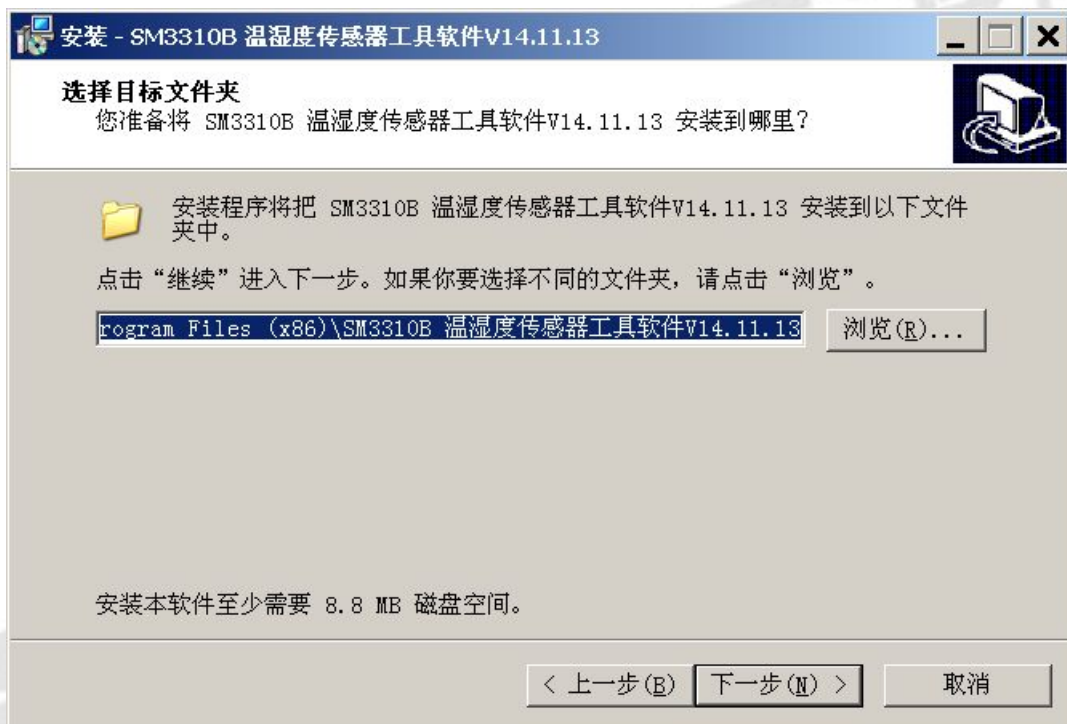 安装 - SM3310B 温湿度传感器工具软件V14.11.13
选择目标文件夹
您准备将 SM3310B 温湿度传感器工具软件V14.11.13 安装到哪里？
安装程序将把 SM3310B 温湿度传感器工具软件V14.11.13 安装到以下文件
夹中。
点击“继续”进入下一步。如果你要选择不同的文件夹，请点击“浏览”。
rogram Files (x86)\SM3310B 温湿度传感器工具软件V14.11.13
浏览(R)...
安装本软件至少需要 8.8 MB 磁盘空间。
< 上一步(B) 下一步(N) > 取消